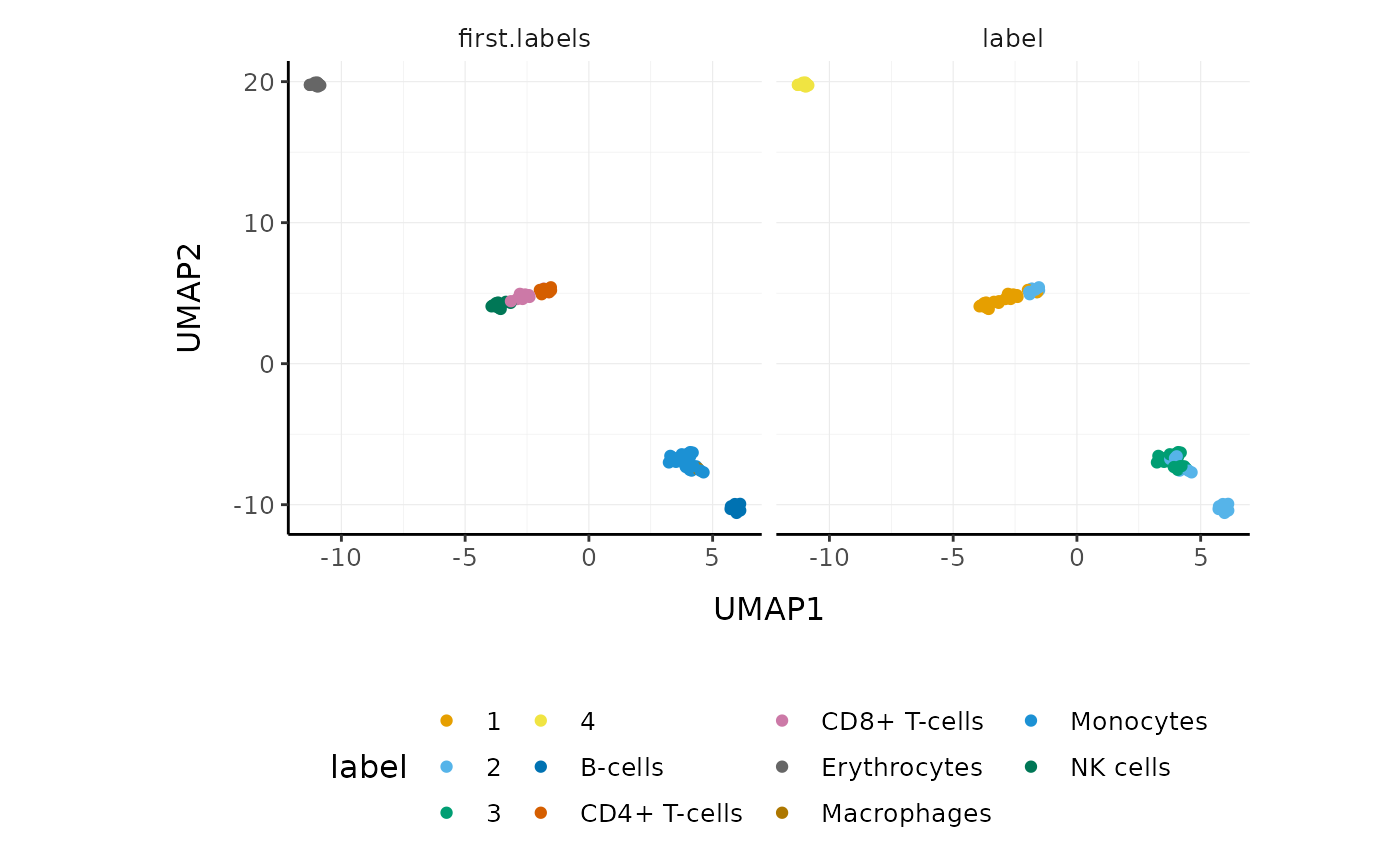 first.labels label
20
10
0
-10
UMAP2
-10 -5 0 5 -10 -5 0 5
UMAP1
label
1 4 CD8+ T-cells Monocytes
2 B-cells Erythrocytes NK cells
3 CD4+ T-cells Macrophages